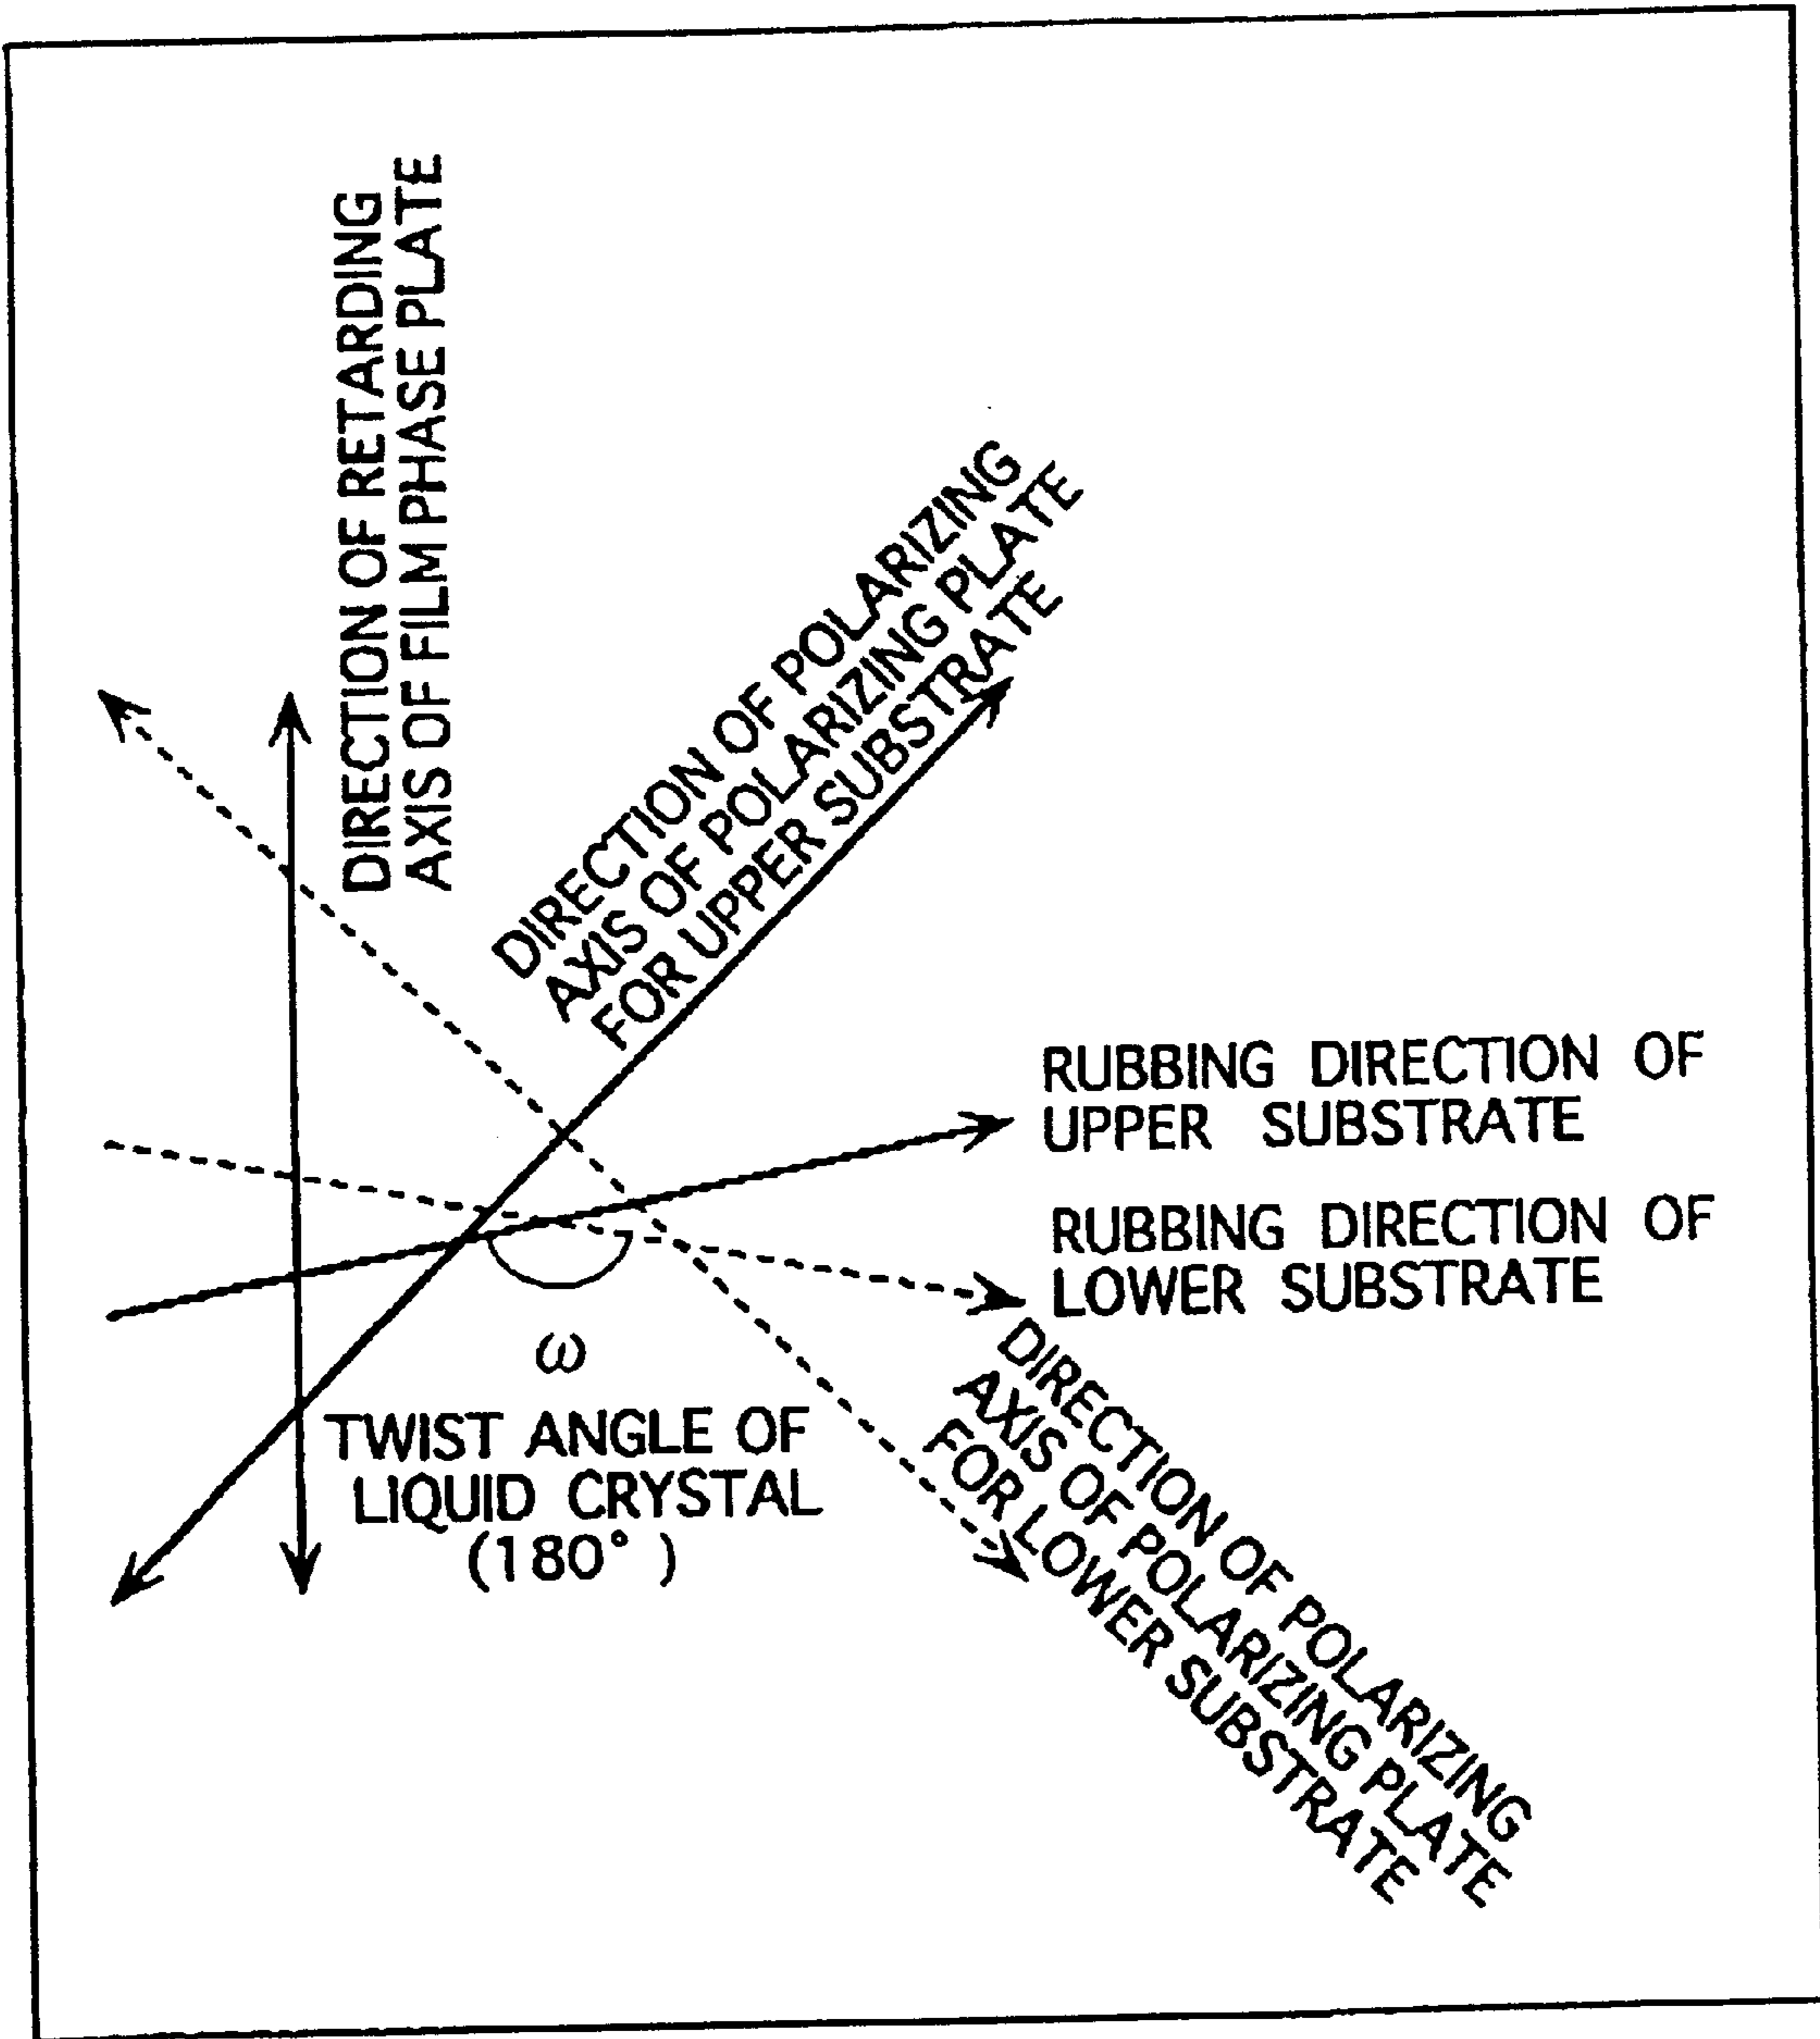 DIRECTION OF RETARDING
AXIS OF FILM PHASE PLATE
DIRECTION OF POLARIZING
AXIS OF POLARIZING PLATE
FOR UPPER SUBSTRATE
RUBBING DIRECTION OF
UPPER SUBSTRATE
RUBBING DIRECTION OF
LOWER SUBSTRATE
ω
TWIST ANGLE OF
LIQUID CRYSTAL
(180°)
DIRECTION OF POLARIZING
AXIS OF POLARIZING PLATE
FOR LOWER SUBSTRATE